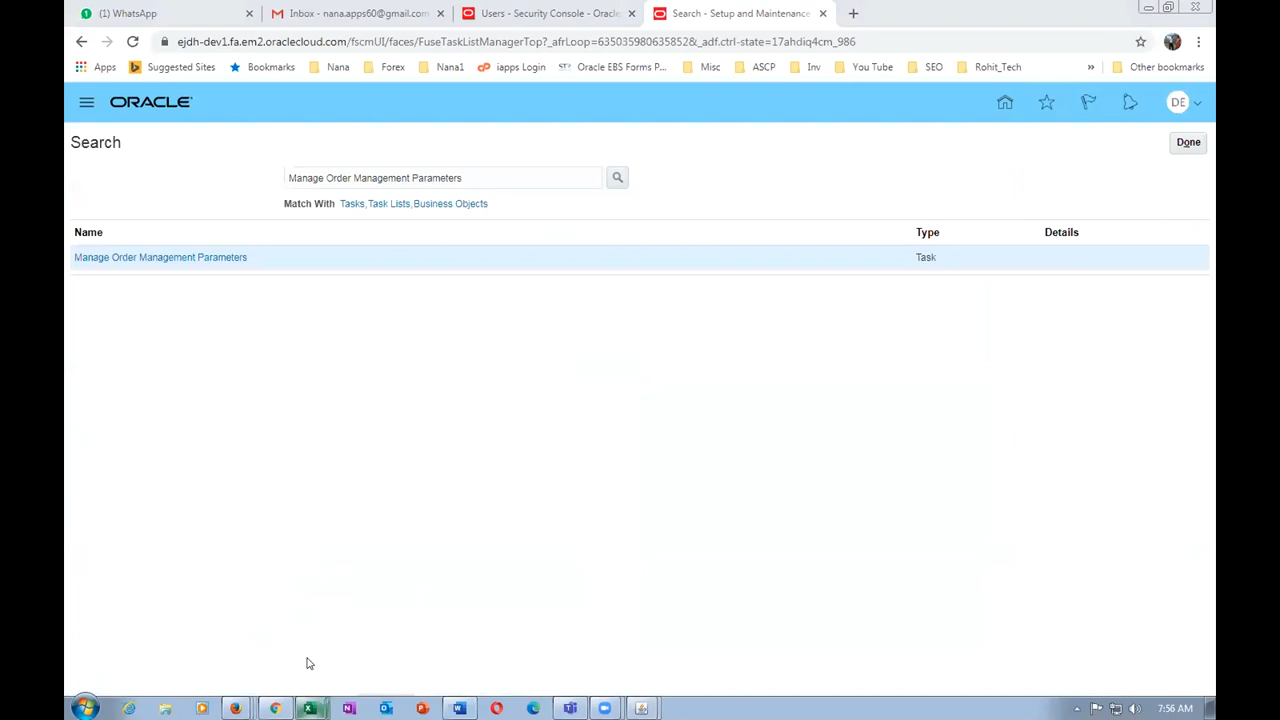 (1) WhatsApp
Inbox - nana.apps60@gmail.com
Users - Security Console - Oracle
Search - Setup and Maintenance
ejdh-dev1.fa.em2.oraclecloud.com/fscmUI/faces/FuseTaskListManagerTop?_afrLoop=63503598063585​2&_adf.ctrl-state=17ahdiq4cm_986
Apps Suggested Sites Bookmarks Nana Forex Nana1 iapps Login Oracle EBS Forms P... Misc ASCP Inv You Tube SEO Rohit_Tech » Other bookmarks
ORACLE
DE
Search
Done
Manage Order Management Parameters
Match With Tasks,Task Lists,Business Objects
Name Type Details
Manage Order Management Parameters Task
7:56 AM